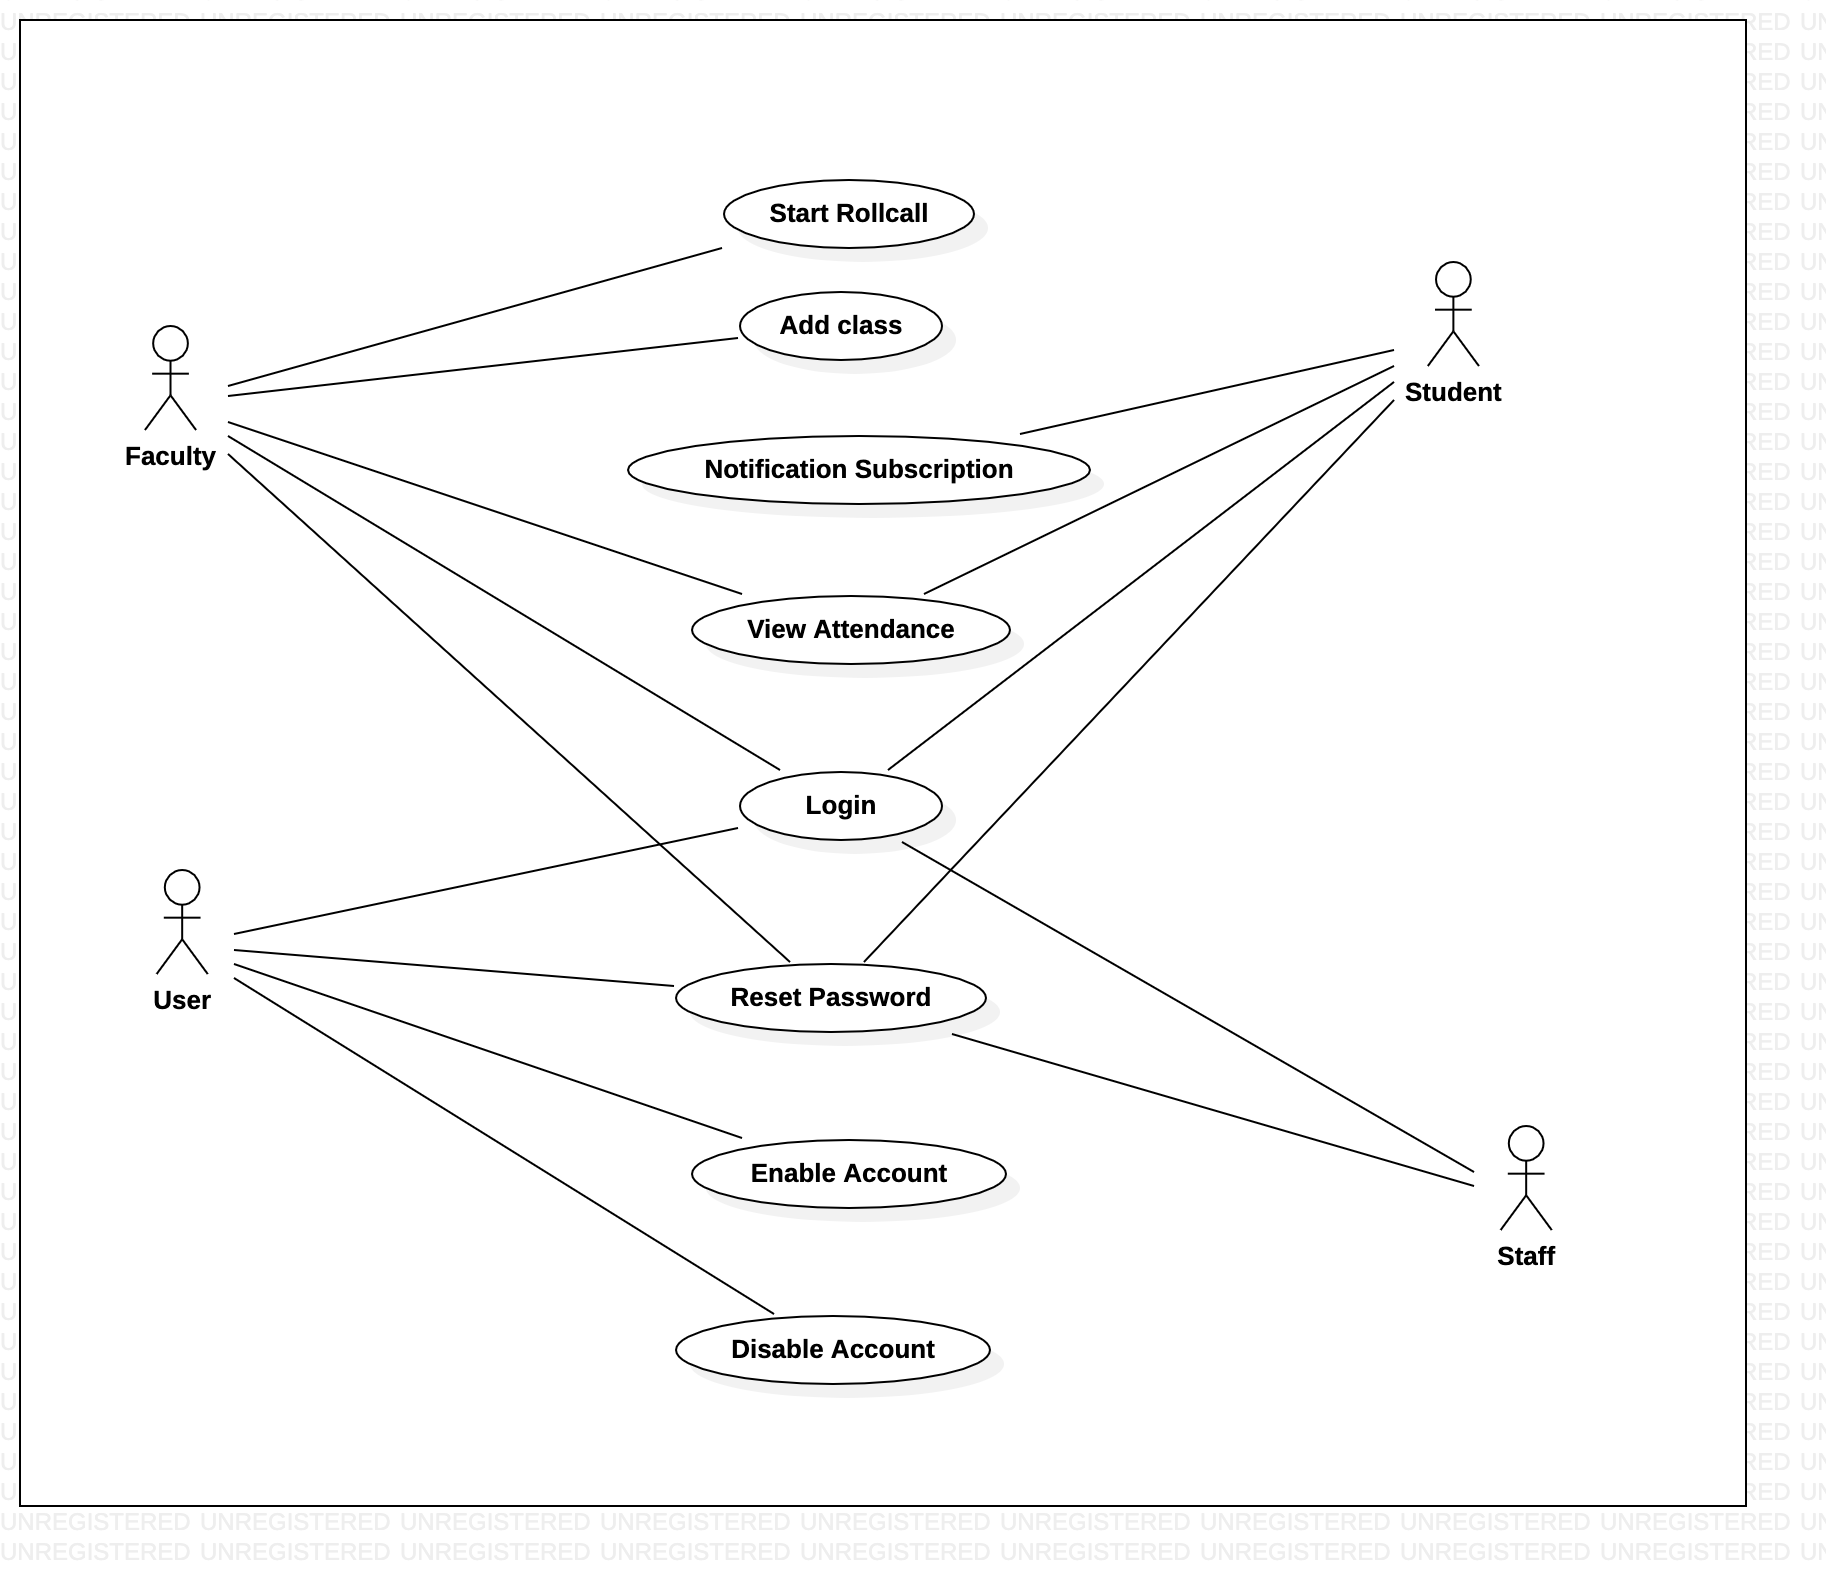 Start Rollcall
Add class
Student
Faculty
Notification Subscription
View Attendance
Login
User
Reset Password
Enable Account
Staff
Disable Account
UNREGISTERED UNREGISTERED UNREGISTERED UNREGISTERED UNREGISTERED UNREGISTERED UNREGISTERED UNREGISTERED UNREGISTERED UN
UNREGISTERED UNREGISTERED UNREGISTERED UNREGISTERED UNREGISTERED UNREGISTERED UNREGISTERED UNREGISTERED UNREGISTERED UN